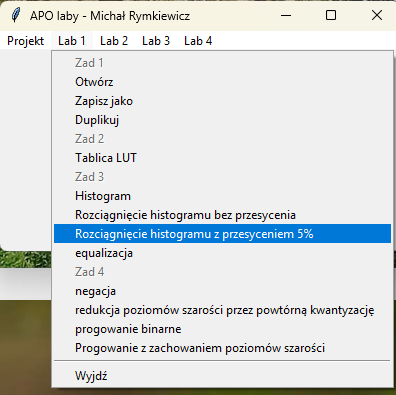 APO laby - Michał Rymkiewicz
Projekt Lab 1 Lab 2 Lab 3 Lab 4
Zad 1
Otwórz
Zapisz jako
Duplikuj
Zad 2
Tablica LUT
Zad 3
Histogram
Rozciągnięcie histogramu bez przesycenia
Rozciągnięcie histogramu z przesyceniem 5%
equalizacja
Zad 4
negacja
redukcja poziomów szarości przez powtórną kwantyzację
progowanie binarne
Progowanie z zachowaniem poziomów szarości
Wyjdź